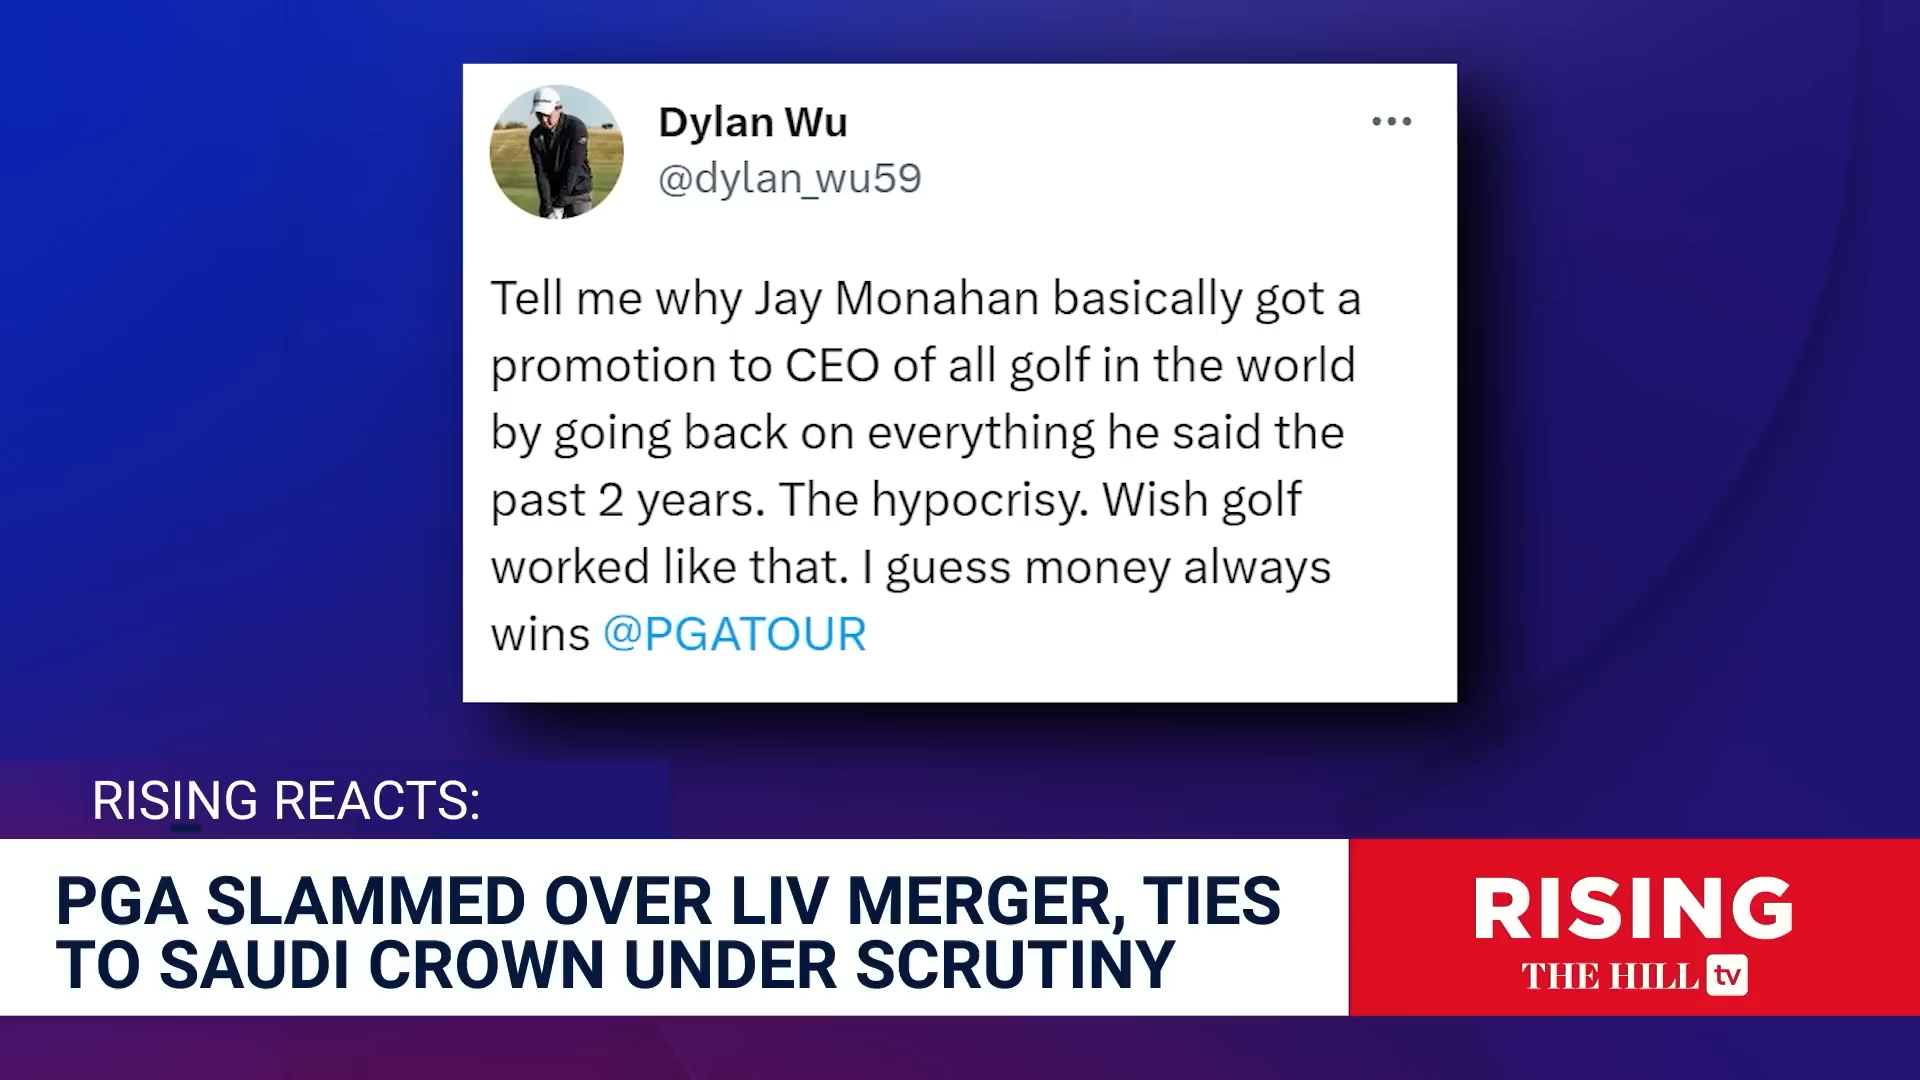 Dylan Wu
@dylan_wu59
Tell me why Jay Monahan basically got a
promotion to CEO of all golf in the world
by going back on everything he said the
past 2 years. The hypocrisy. Wish golf
worked like that. I guess money always
wins @PGATOUR
RISING REACTS:
PGA SLAMMED OVER LIV MERGER, TIES
TO SAUDI CROWN UNDER SCRUTINY
RISING
THE HILL tv